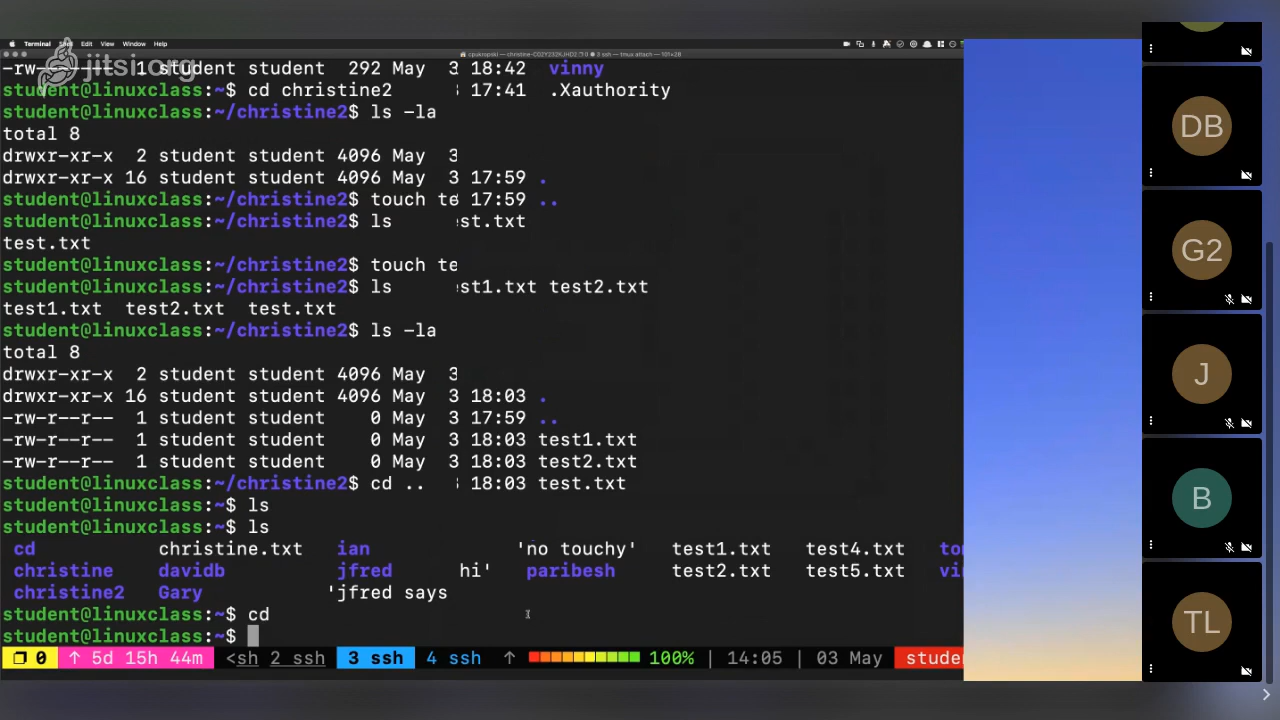 Terminal Edit View Window Help
jitsi.org
-rw- 1 student student 292 May 3 18:42 vinny
student@linuxclass:~$ cd christine2 17:41 .Xauthority
student@linuxclass:~/christine2$ ls -la
total 8
drwxr-xr-x 2 student student 4096 May 3
drwxr-xr-x 16 student student 4096 May 3 17:59 .
student@linuxclass:~/christine2$ touch te 17:59 ..
student@linuxclass:~/christine2$ ls st.txt
test.txt
student@linuxclass:~/christine2$ touch te
student@linuxclass:~/christine2$ ls st1.txt test2.txt
test1.txt test2.txt test.txt
student@linuxclass:~/christine2$ ls -la
total 8
drwxr-xr-x 2 student student 4096 May 3
drwxr-xr-x 16 student student 4096 May 3 18:03 .
-rw-r--r-- 1 student student 0 May 3 17:59 ..
-rw-r--r-- 1 student student 0 May 3 18:03 test1.txt
-rw-r--r-- 1 student student 0 May 3 18:03 test2.txt
student@linuxclass:~/christine2$ cd .. 18:03 test.txt
student@linuxclass:~$ ls
student@linuxclass:~$ ls
cd christine.txt ian 'no touchy' test1.txt test4.txt to
christine davidb jfred hi' paribesh test2.txt test5.txt vi
christine2 Gary 'jfred says
student@linuxclass:~$ cd
student@linuxclass:~$
0 ↑ 5d 15h 44m <sh 2 ssh 3 ssh 4 ssh ↑ 100% | 14:05 | 03 May stude
DB
G2
J
B
TL